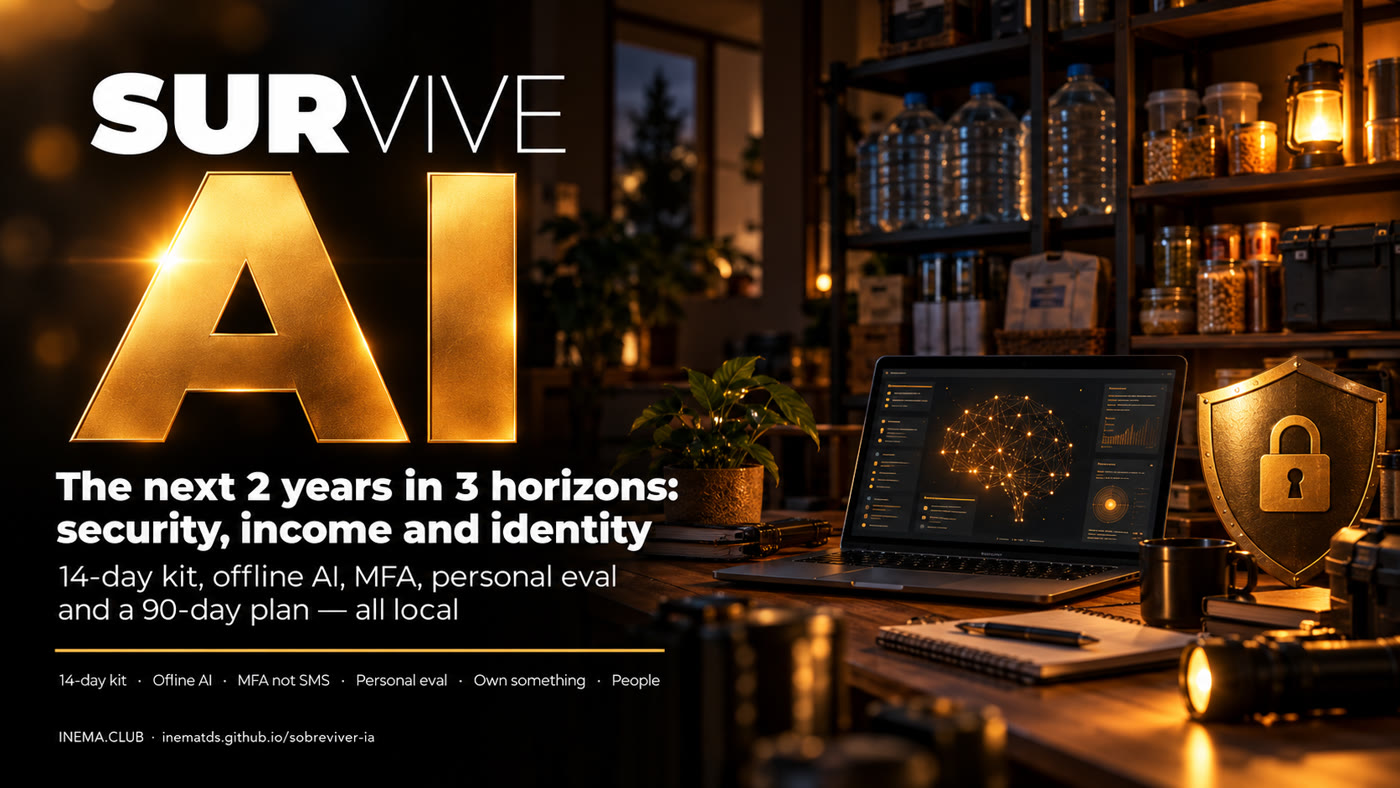 SURVIVE
AI
The next 2 years in 3 horizons:
security, income and identity
14-day kit, offline AI, MFA, personal eval
and a 90-day plan — all local
14-day kit · Ofline AI · MFA not SMS · Personal eval · Own something · People
INEMA.CLUB · inematds.github.io/sobreviver-ia